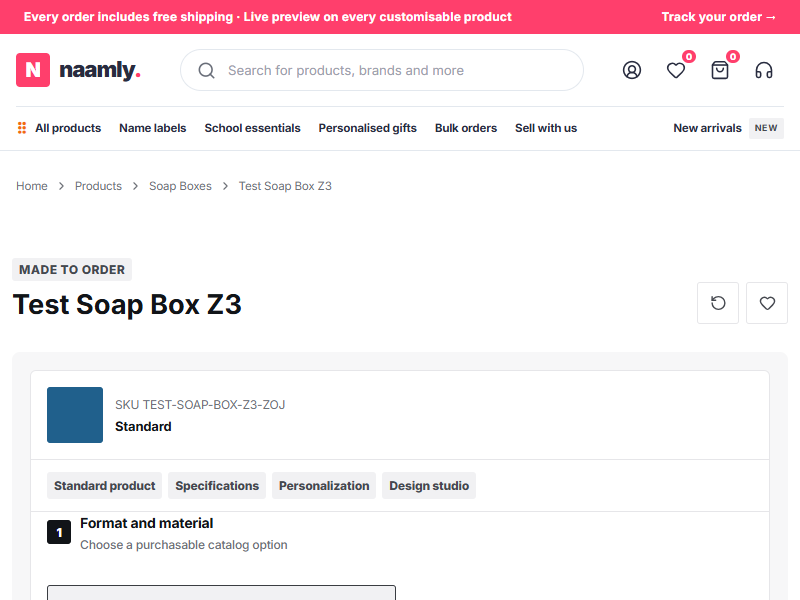 Every order includes free shipping · Live preview on every customisable product
Track your order →
N naamly.
Search for products, brands and more
0
0
All products
Name labels
School essentials
Personalised gifts
Bulk orders
Sell with us
New arrivals NEW
Home > Products > Soap Boxes > Test Soap Box Z3
MADE TO ORDER
Test Soap Box Z3
SKU TEST-SOAP-BOX-Z3-ZOJ
Standard
Standard product
Specifications
Personalization
Design studio
1 Format and material
Choose a purchasable catalog option